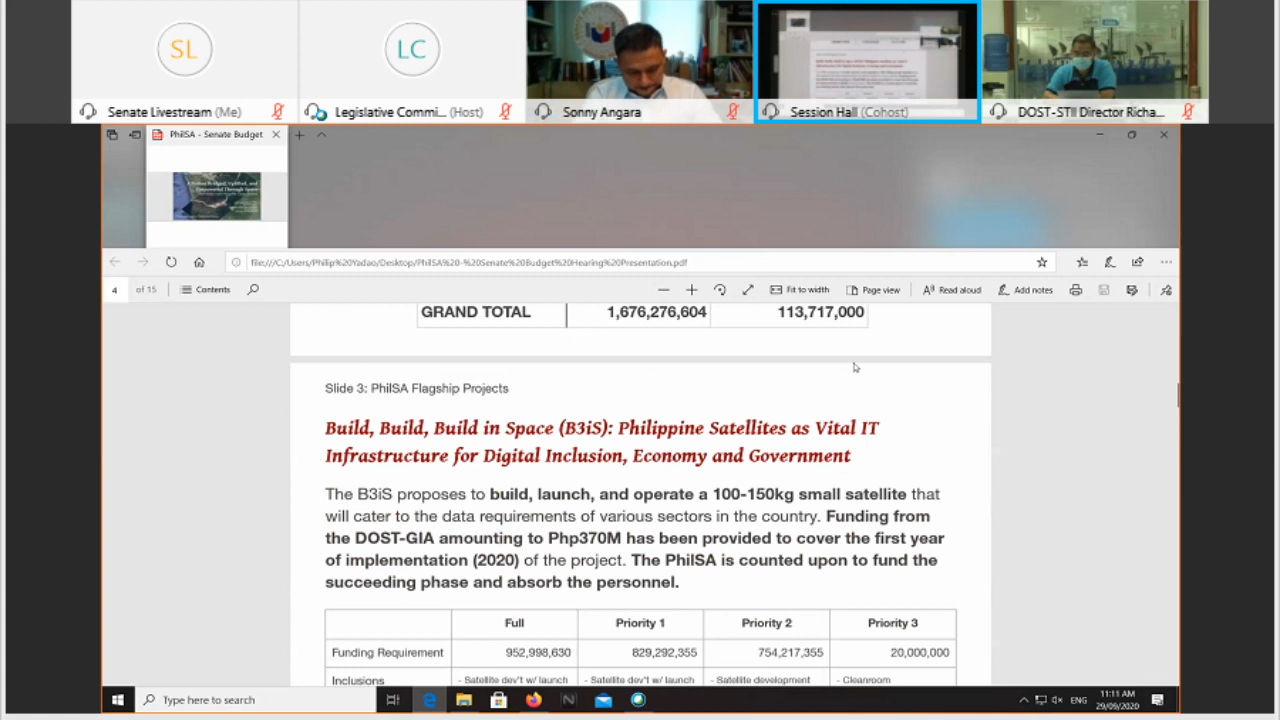 SL
LC
Senate Livestream (Me)
Legislative Commi... (Host)
Sonny Angara
Session Hall (Cohost)
DOST-STII Director Richa...
PhilSA - Senate Budget
file:///C:/Users/Philip%20Yadao/Desktop/PhilSA%20-%20Senate%20Budget%20Hearing%20Presentation.pdf
4 of 15 Contents Fit to width Page view Read aloud Add notes
GRAND TOTAL 1,676,276,604 113,717,000
Slide 3: PhilSA Flagship Projects
Build, Build, Build in Space (B3iS): Philippine Satellites as Vital IT
Infrastructure for Digital Inclusion, Economy and Government
The B3iS proposes to build, launch, and operate a 100-150kg small satellite that
will cater to the data requirements of various sectors in the country. Funding from
the DOST-GIA amounting to Php370M has been provided to cover the first year
of implementation (2020) of the project. The PhilSA is counted upon to fund the
succeeding phase and absorb the personnel.
Full Priority 1 Priority 2 Priority 3
Funding Requirement 952,998,630 829,292,355 754,217,355 20,000,000
Inclusions - Satellite dev't w/ launch - Satellite dev't w/ launch - Satellite development - Cleanroom
Type here to search
ENG
11:11 AM
29/09/2020